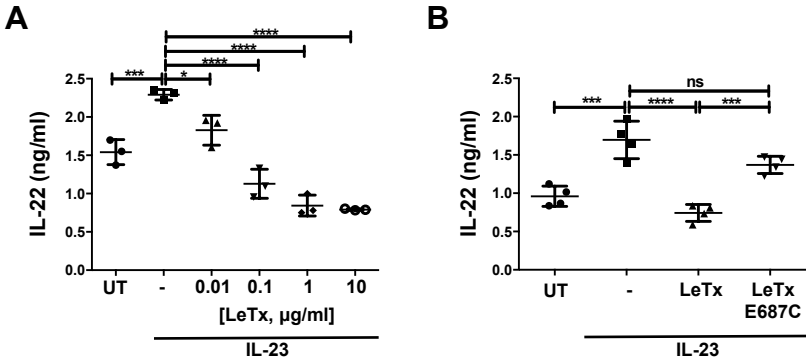 A
****
****
****
***
*
IL-22 (ng/ml)
2.5
2.0
1.5
1.0
0.5
0.0
UT
-
0.01
0.1
1
10
[LeTx, µg/ml]
IL-23
B
ns
***
****
***
IL-22 (ng/ml)
2.5
2.0
1.5
1.0
0.5
0.0
UT
-
LeTx
LeTx
E687C
IL-23